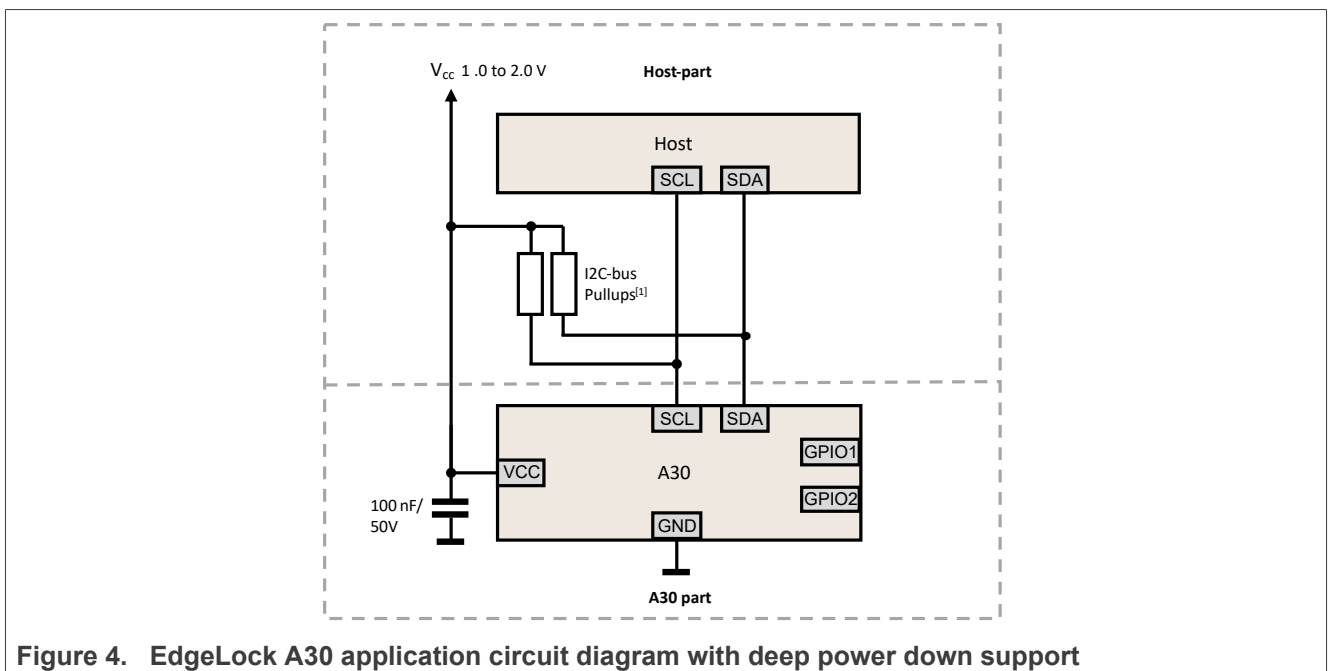 Vcc 1 .0 to 2.0 V
Host-part
Host
SCL
SDA
I2C-bus
Pullups[1]
SCL
SDA
GPIO1
VCC
A30
GPIO2
100 nF/
50V
GND
A30 part
Figure 4. EdgeLock A30 application circuit diagram with deep power down support